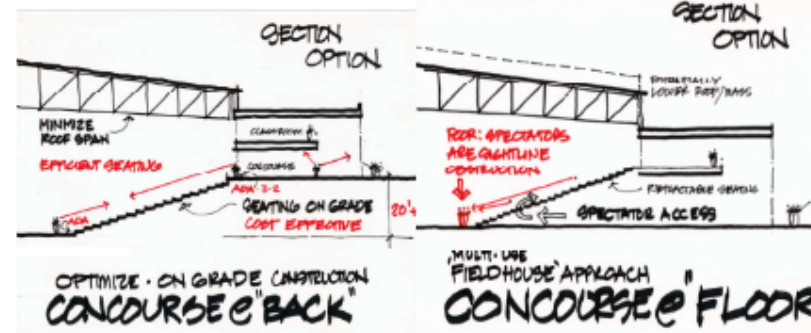 SECTION
OPTION
MINIMIZE
ROOF SPAN
EFFICIENT SEATING
CLASSROOM
CONCOURSE
ADA
ADA
SEATING ON GRADE
COST EFFECTIVE
20'±
OPTIMIZE · ON GRADE CONSTRUCTION
CONCOURSE @ "BACK"
SECTION
OPTION
POTENTIALLY
LOWER ROOF/MASS
POOR: SPECTATORS
ARE SIGHTLINE
OBSTRUCTION
RETRACTABLE SEATING
SPECTATOR ACCESS
MULTI-USE
"FIELDHOUSE" APPROACH
CONCOURSE @ "FLOOR